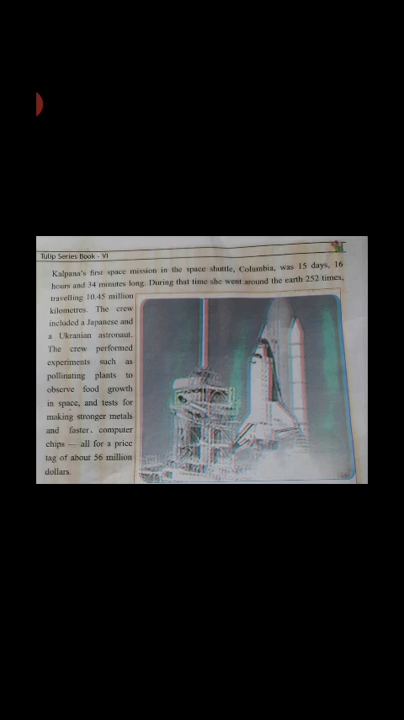 Tulip Series Book - VI
Kalpana's first space mission in the space shuttle, Columbia, was 15 days, 16
hours and 34 minutes long. During that time she went around the earth 252 times,
travelling 10.45 million
kilometres. The crew
included a Japanese and
a Ukranian astronaut.
The crew performed
experiments such as
pollinating plants to
observe food growth
in space, and tests for
making stronger metals
and faster, computer
chips — all for a price
tag of about 56 million
dollars.